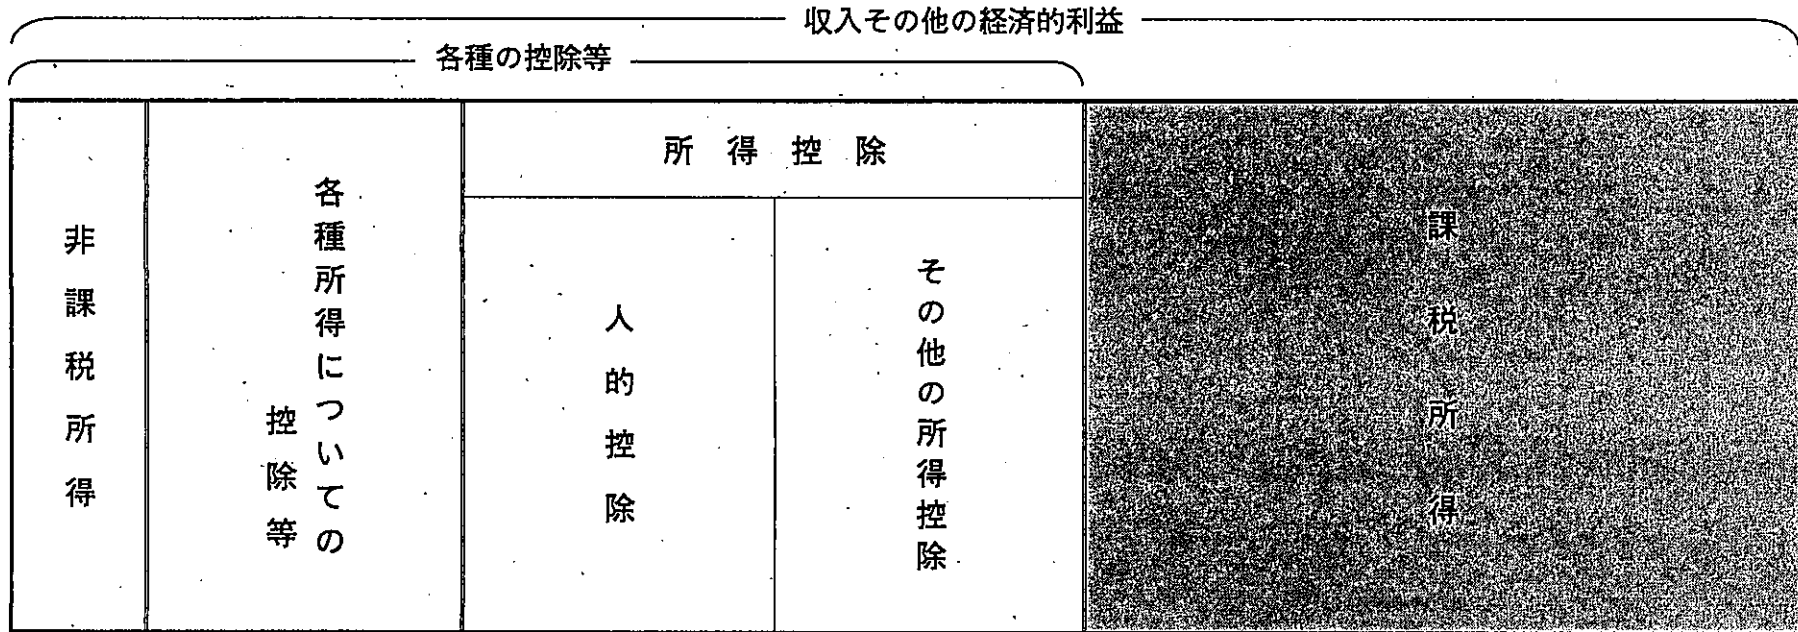 収入その他の経済的利益
各種の控除等
非課税所得
各種所得についての
控除等
所得控除
人的控除
その他の所得控除
課税所得